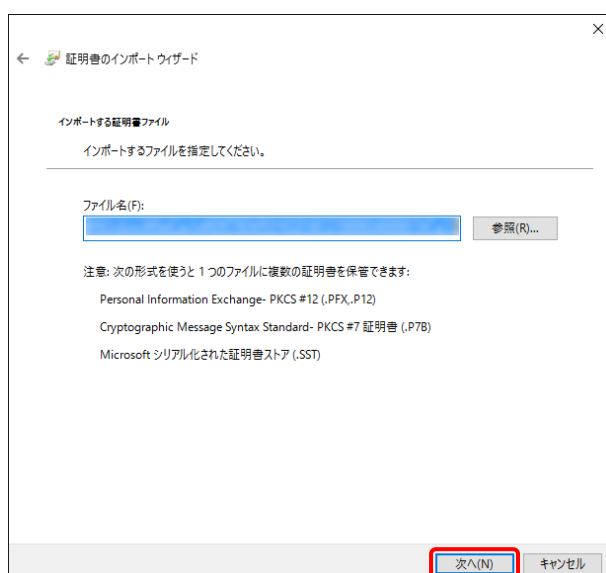 証明書のインポート ウィザード
インポートする証明書ファイル
インポートするファイルを指定してください。
ファイル名(F):
参照(R)...
注意: 次の形式を使うと 1 つのファイルに複数の証明書を保管できます:
Personal Information Exchange- PKCS #12 (.PFX,.P12)
Cryptographic Message Syntax Standard- PKCS #7 証明書 (.P7B)
Microsoft シリアル化された証明書ストア (.SST)
次へ(N)
キャンセル